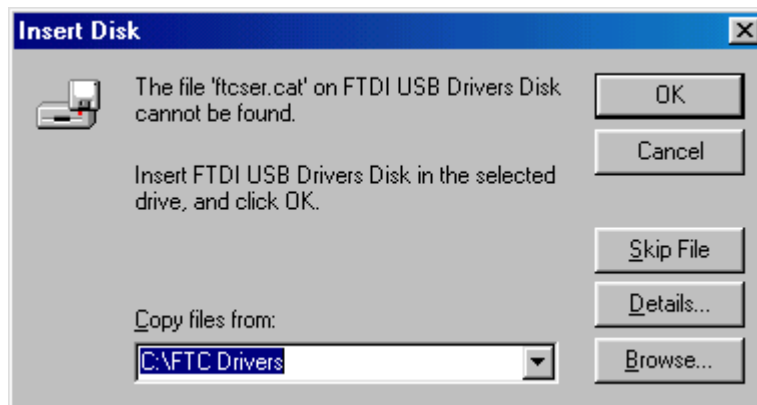 Insert Disk
The file 'ftcser.cat' on FTDI USB Drivers Disk
cannot be found.
Insert FTDI USB Drivers Disk in the selected
drive, and click OK.
Copy files from:
C:\FTC Drivers
OK
Cancel
Skip File
Details...
Browse...